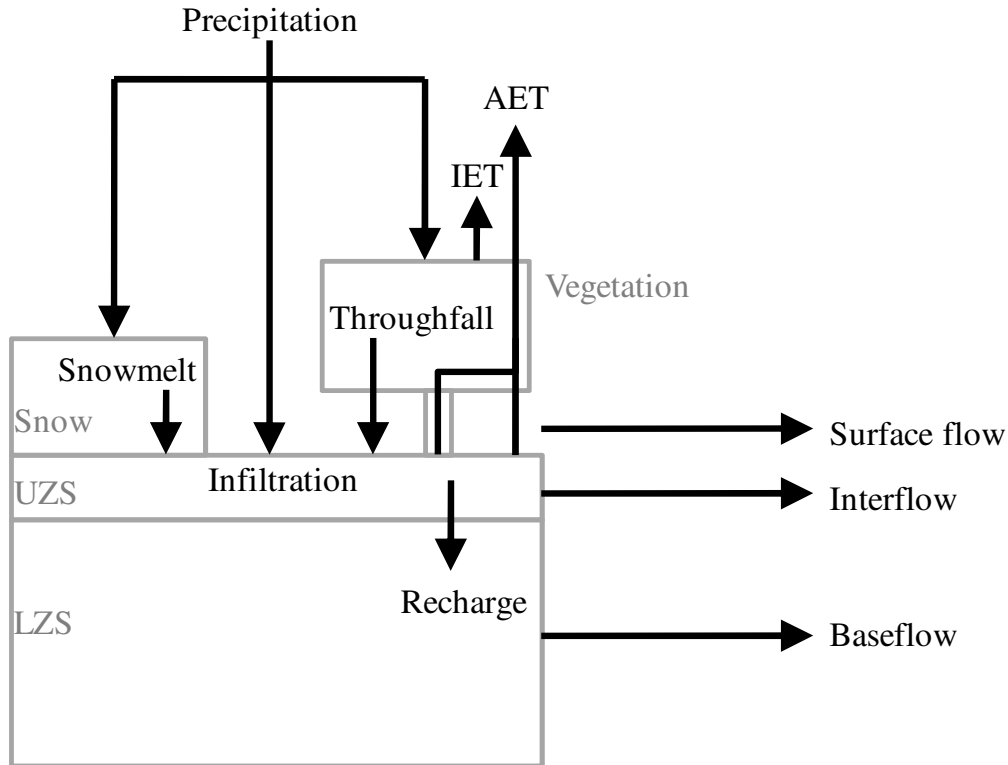 Precipitation
AET
IET
Vegetation
Throughfall
Snowmelt
Snow
Surface flow
UZS
Infiltration
Interflow
Recharge
LZS
Baseflow